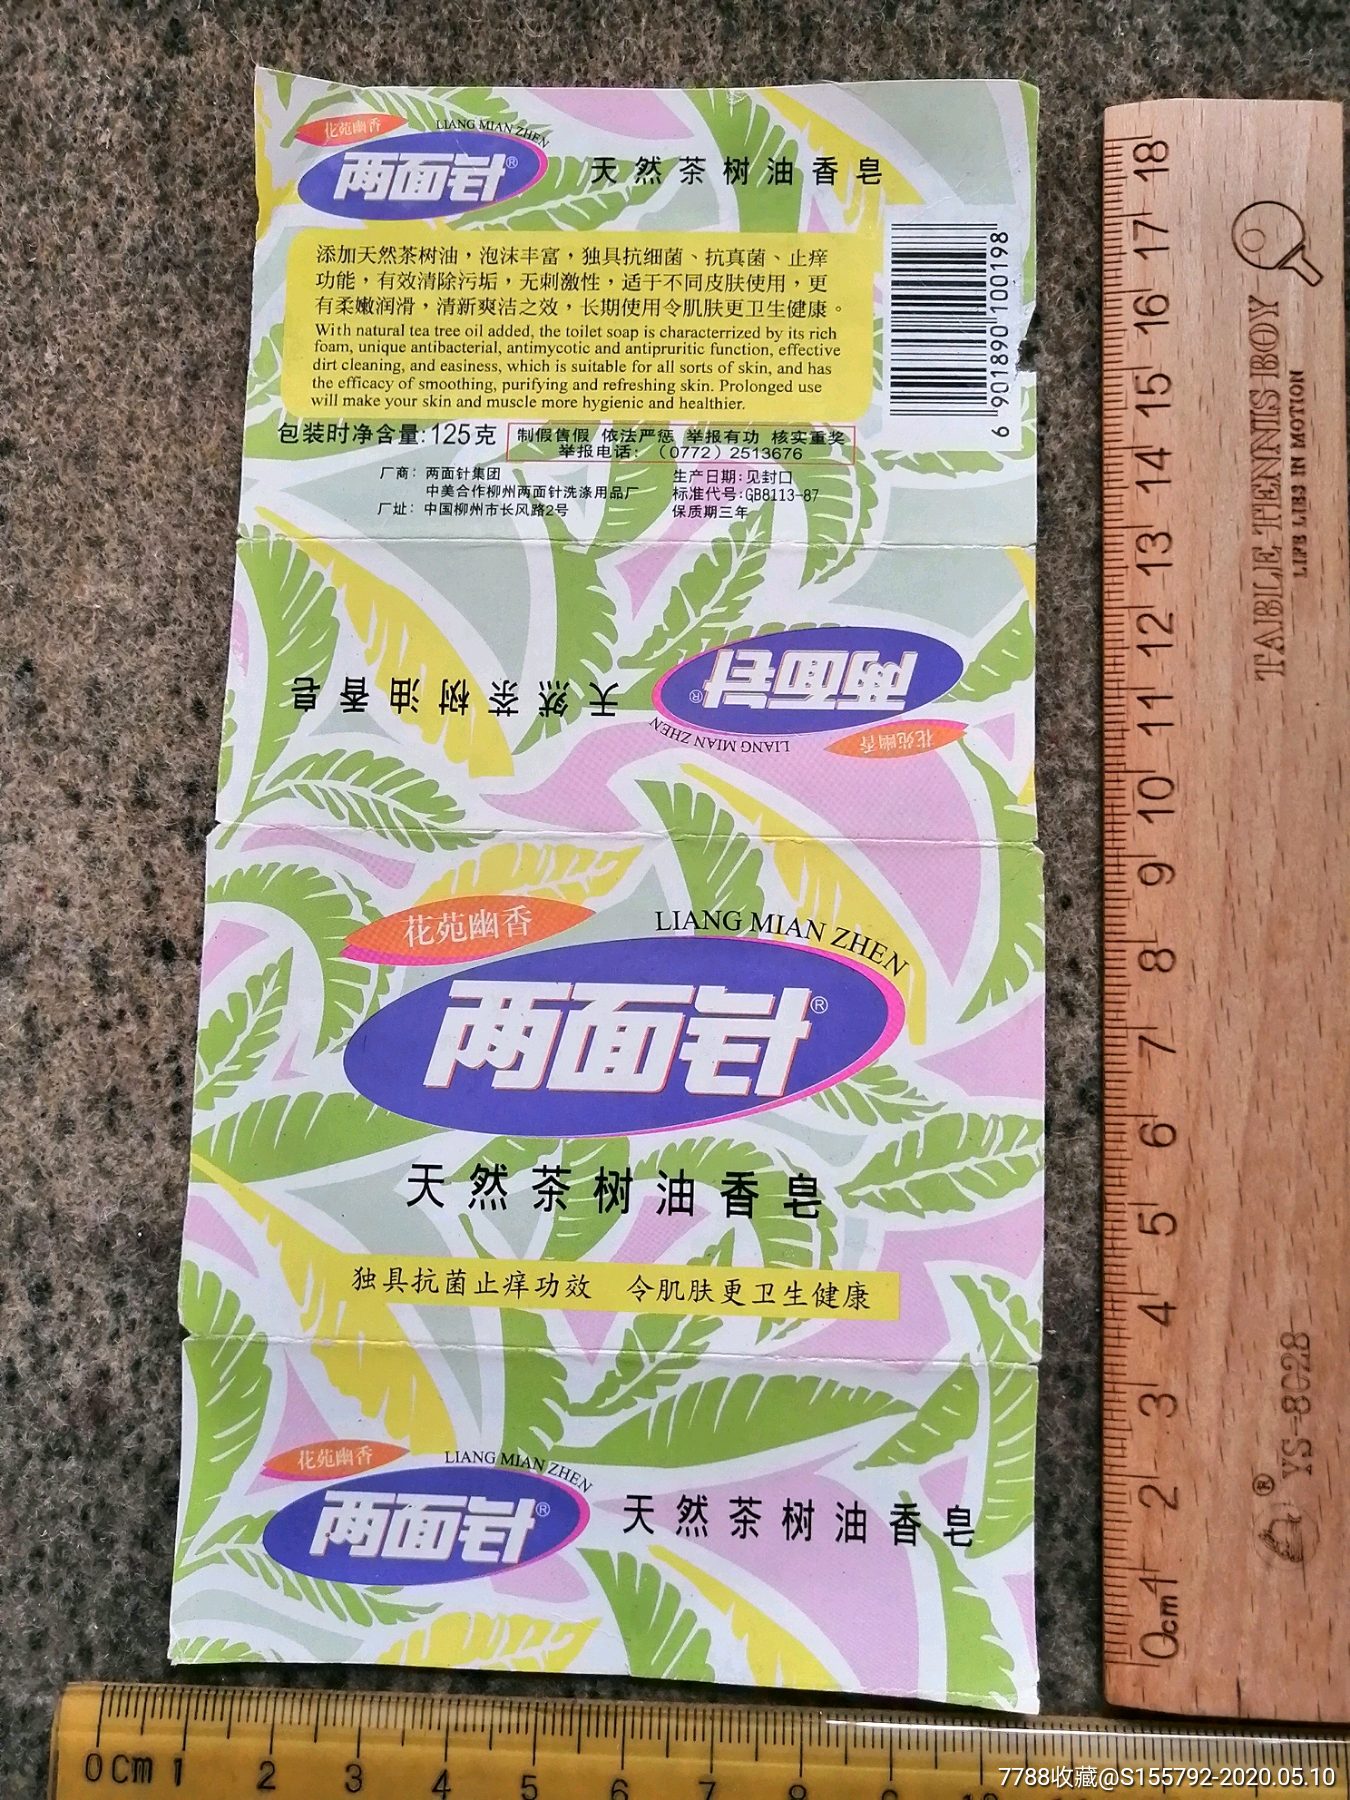 花苑幽香
LIANG MIAN ZHEN
两面针®
天然茶树油香皂
添加天然茶树油，泡沫丰富，独具抗细菌、抗真菌、止痒
功能，有效清除污垢，无刺激性，适于不同皮肤使用，更
有柔嫩润滑，清新爽洁之效，长期使用令肌肤更卫生健康。
With natural tea tree oil added, the toilet soap is characterrized by its rich
foam, unique antibacterial, antimycotic and antipruritic function, effective
dirt cleaning, and easiness, which is suitable for all sorts of skin, and has
the efficacy of smoothing, purifying and refreshing skin. Prolonged use
will make your skin and muscle more hygienic and healthier.
6 901890 100198
包装时净含量:125克
制假售假 依法严惩 举报有功 核实重奖
举报电话：（0772）2513676
厂商：两面针集团
中美合作柳州两面针洗涤用品厂
厂址：中国柳州市长风路2号
生产日期:见封口
标准代号:GB8113-87
保质期三年
花苑幽香
LIANG MIAN ZHEN
两面针®
天然茶树油香皂
花苑幽香
LIANG MIAN ZHEN
两面针®
天然茶树油香皂
独具抗菌止痒功效 令肌肤更卫生健康
花苑幽香
LIANG MIAN ZHEN
两面针®
天然茶树油香皂
0cm 1 2 3 4 5 6 7 8 9 10 11 12 13 14 15 16 17 18
TABLE TENNIS BOY
LIFE LIES IN MOTION
® YS-8028
0cm 1 2 3 4 5 6 7 8 9 10
7788收藏@S155792-2020.05.10